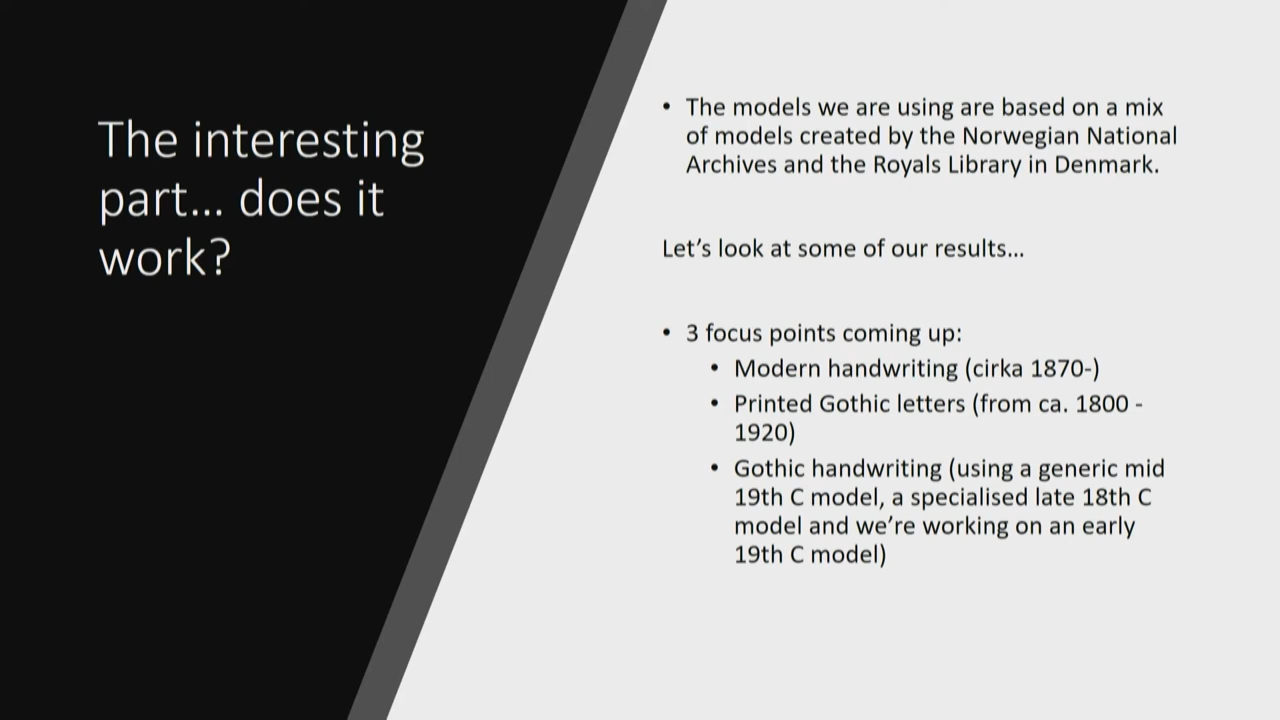 The interesting
part... does it
work?
• The models we are using are based on a mix
of models created by the Norwegian National
Archives and the Royals Library in Denmark.
Let's look at some of our results...
• 3 focus points coming up:
• Modern handwriting (cirka 1870-)
• Printed Gothic letters (from ca. 1800 -
1920)
• Gothic handwriting (using a generic mid
19th C model, a specialised late 18th C
model and we're working on an early
19th C model)